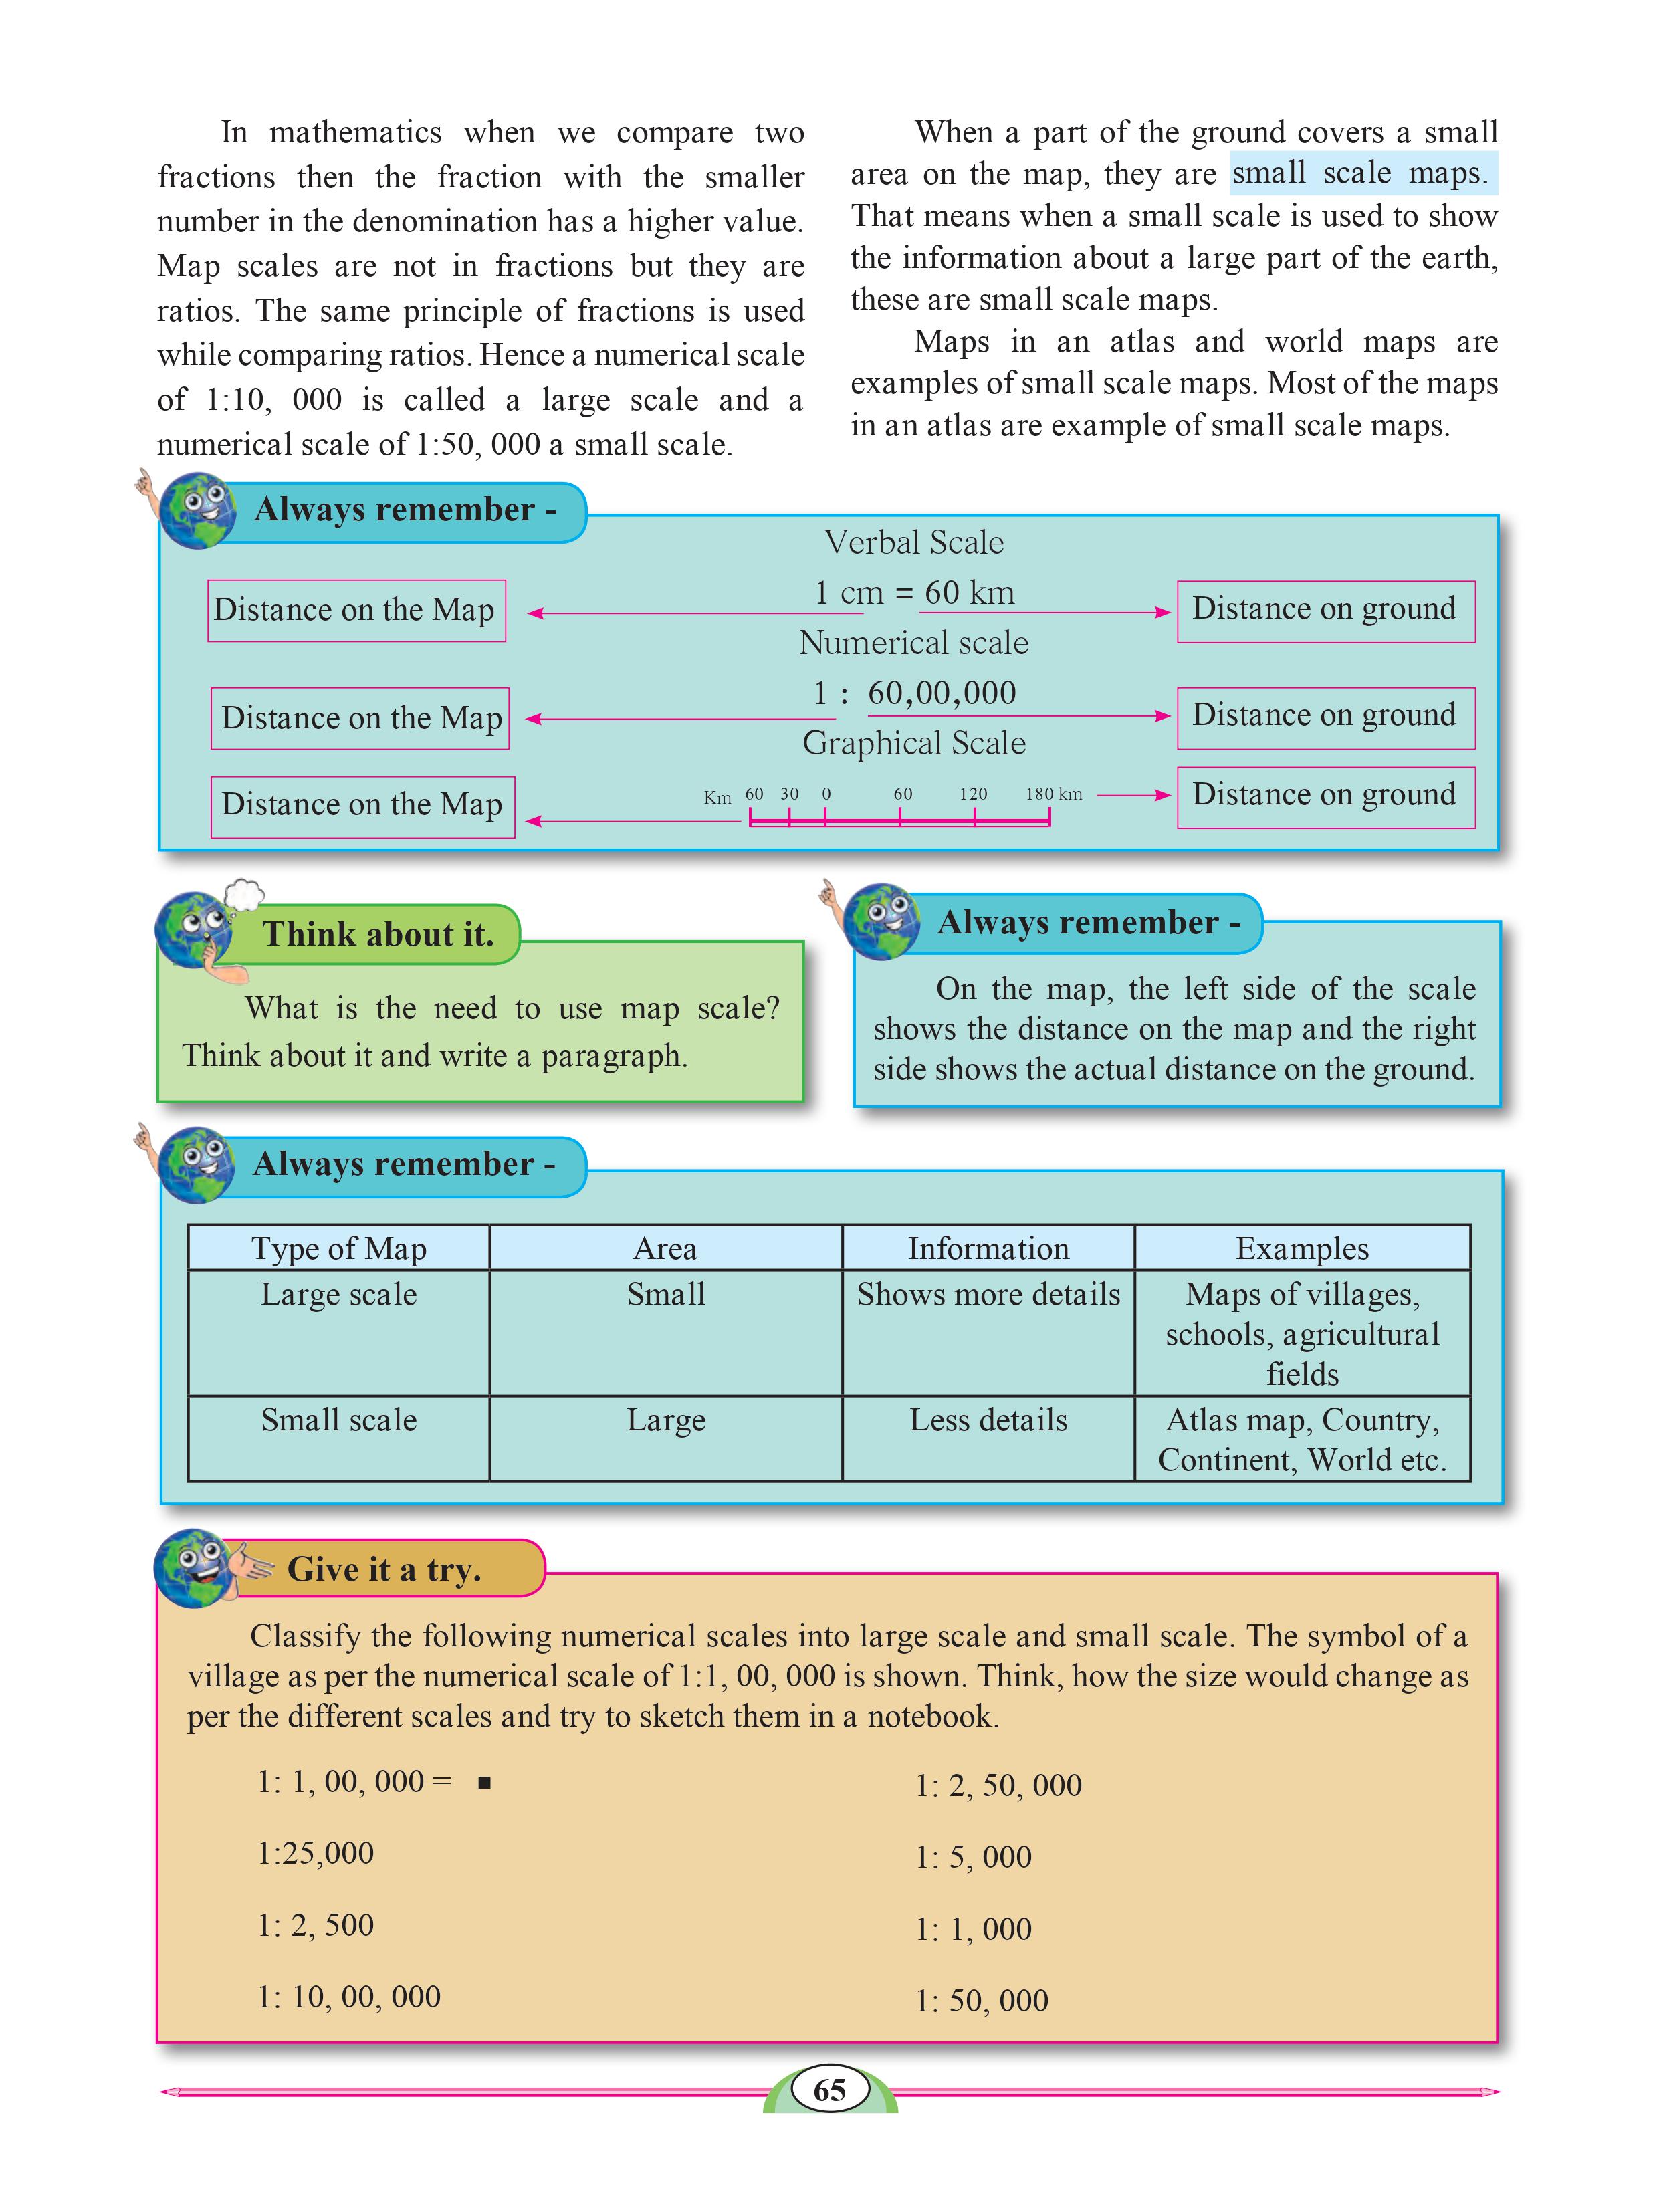 In mathematics when we compare two
fractions then the fraction with the smaller
number in the denomination has a higher value.
Map scales are not in fractions but they are
ratios. The same principle of fractions is used
while comparing ratios. Hence a numerical scale
of 1:10, 000 is called a large scale and a
numerical scale of 1:50, 000 a small scale.
When a part of the ground covers a small
area on the map, they are small scale maps.
That means when a small scale is used to show
the information about a large part of the earth,
these are small scale maps.
Maps in an atlas and world maps are
examples of small scale maps. Most of the maps
in an atlas are example of small scale maps.
Always remember -
Verbal Scale
Distance on the Map 1 cm = 60 km Distance on ground
Numerical scale
Distance on the Map 1 : 60,00,000 Distance on ground
Graphical Scale
Distance on the Map Km 60 30 0 60 120 180 km Distance on ground
Think about it.
What is the need to use map scale?
Think about it and write a paragraph.
Always remember -
On the map, the left side of the scale
shows the distance on the map and the right
side shows the actual distance on the ground.
Always remember -
Type of Map Area Information Examples
Large scale Small Shows more details Maps of villages,
schools, agricultural
fields
Small scale Large Less details Atlas map, Country,
Continent, World etc.
Give it a try.
Classify the following numerical scales into large scale and small scale. The symbol of a
village as per the numerical scale of 1:1, 00, 000 is shown. Think, how the size would change as
per the different scales and try to sketch them in a notebook.
1: 1, 00, 000 = ▪
1:25,000
1: 2, 500
1: 10, 00, 000
1: 2, 50, 000
1: 5, 000
1: 1, 000
1: 50, 000
65